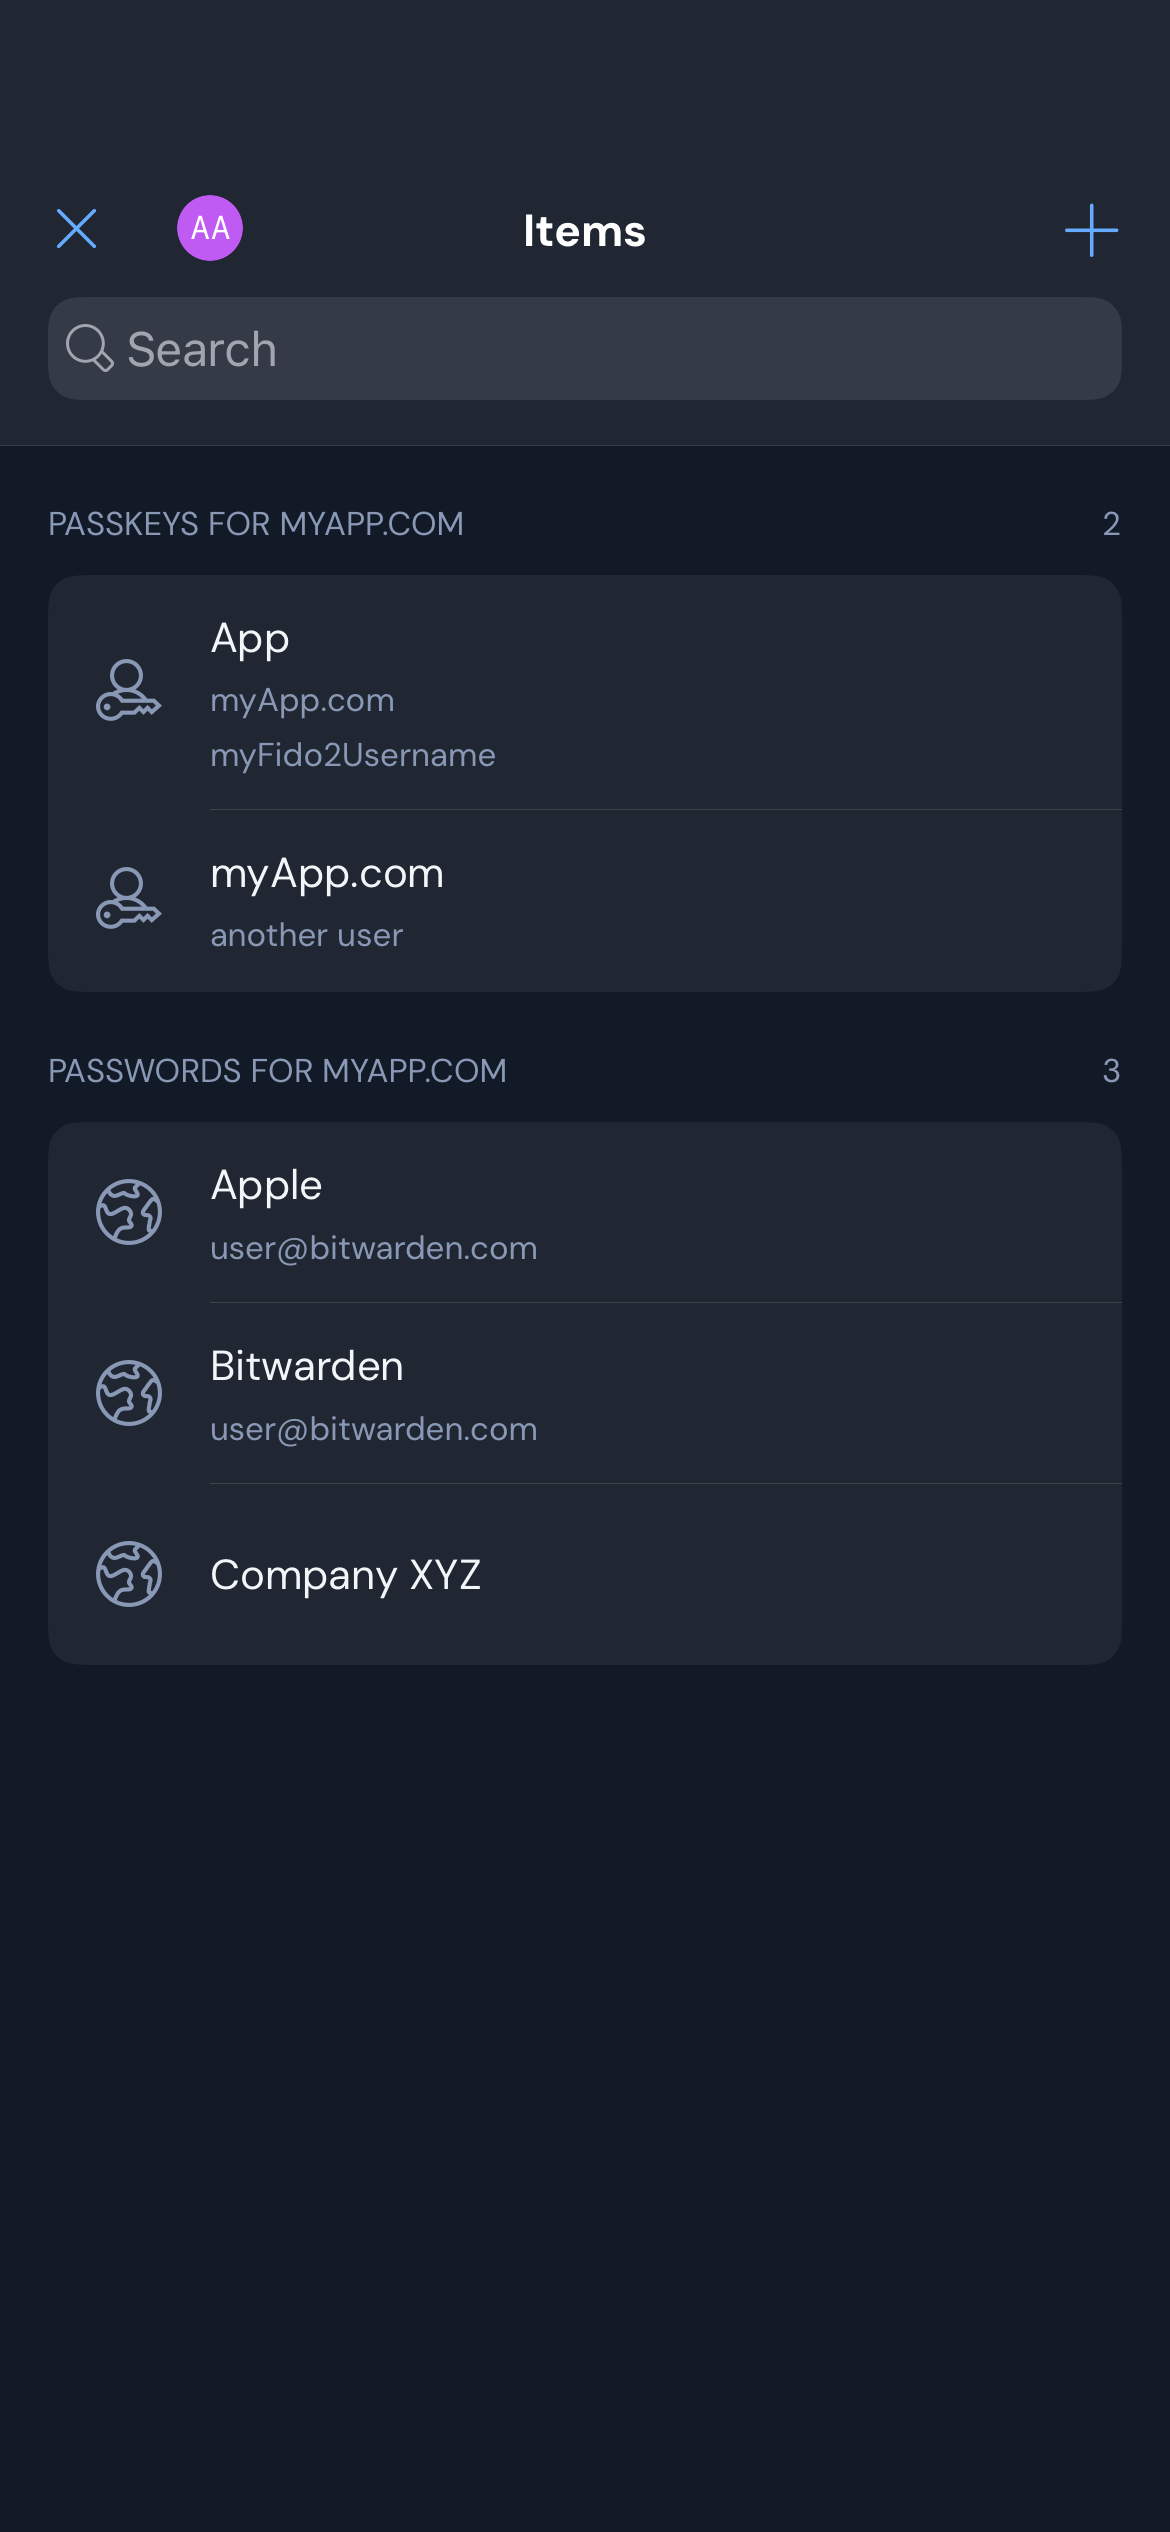 AA
Items
Search
PASSKEYS FOR MYAPP.COM 2
App
myApp.com
myFido2Username
myApp.com
another user
PASSWORDS FOR MYAPP.COM 3
Apple
user@bitwarden.com
Bitwarden
user@bitwarden.com
Company XYZ